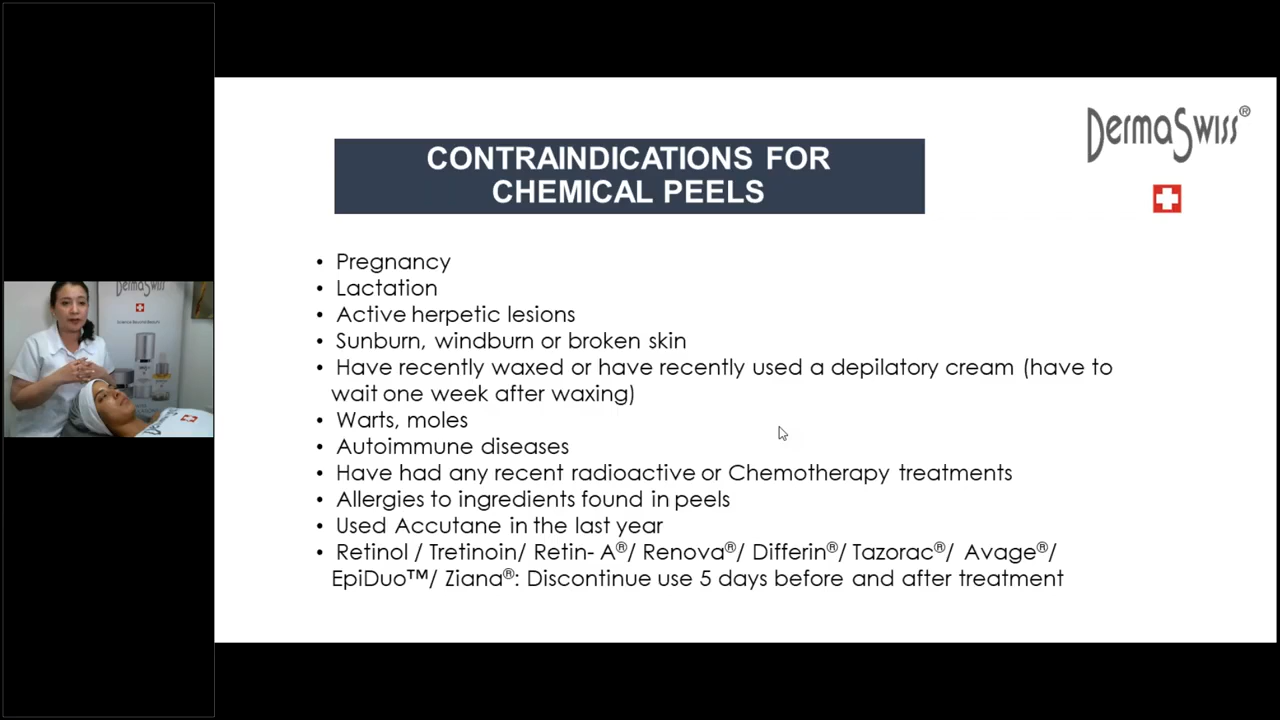 DermaSwiss®
CONTRAINDICATIONS FOR
CHEMICAL PEELS
• Pregnancy
• Lactation
• Active herpetic lesions
• Sunburn, windburn or broken skin
• Have recently waxed or have recently used a depilatory cream (have to
wait one week after waxing)
• Warts, moles
• Autoimmune diseases
• Have had any recent radioactive or Chemotherapy treatments
• Allergies to ingredients found in peels
• Used Accutane in the last year
• Retinol / Tretinoin/ Retin- A®/ Renova®/ Differin®/ Tazorac®/ Avage®/
EpiDuo™/ Ziana®: Discontinue use 5 days before and after treatment
DermaSwiss